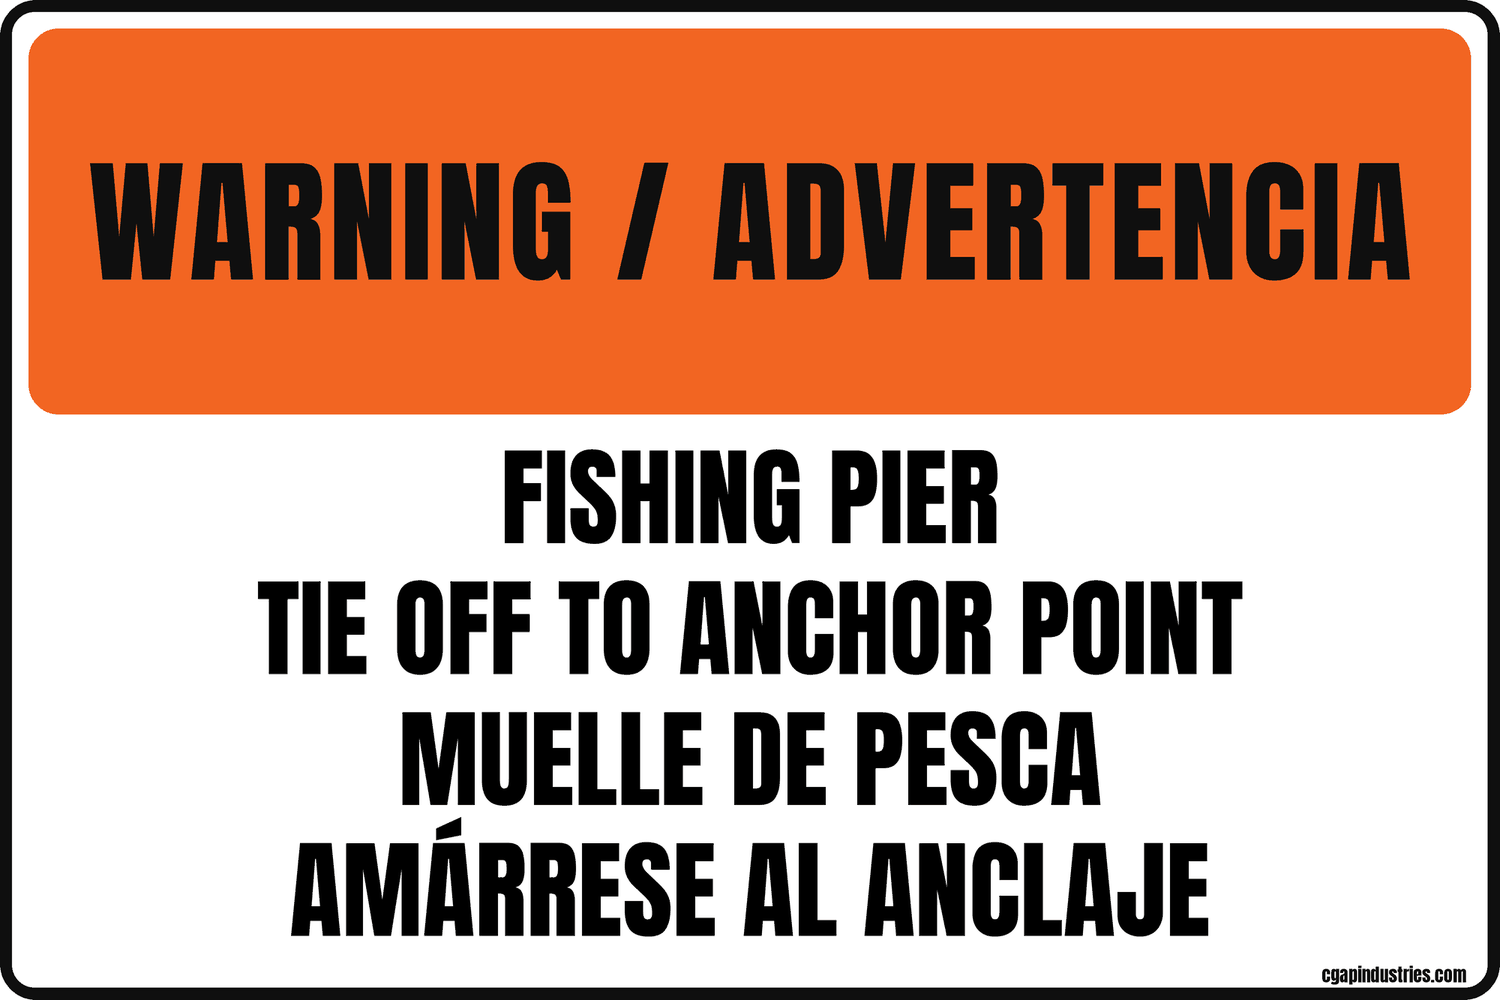 WARNING / ADVERTENCIA
FISHING PIER
TIE OFF TO ANCHOR POINT
MUELLE DE PESCA
AMÁRRESE AL ANCLAJE
cgapindustries.com